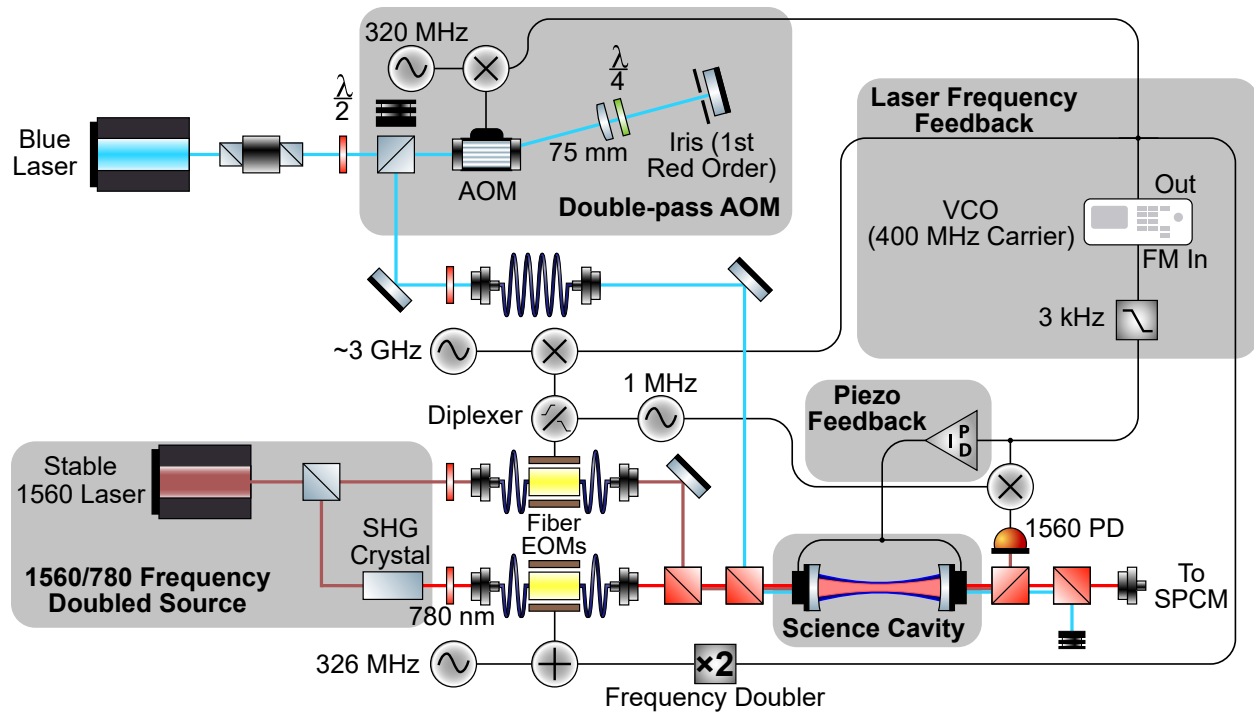 320 MHz
λ
2
λ
4
Blue
Laser
75 mm
Iris (1st
Red Order)
AOM
Double-pass AOM
Laser Frequency
Feedback
Out
VCO
(400 MHz Carrier)
FM In
3 kHz
~3 GHz
1 MHz
Diplexer
Piezo
Feedback
P
I
D
Stable
1560 Laser
Fiber
EOMs
1560 PD
SHG
Crystal
1560/780 Frequency
Doubled Source
780 nm
Science Cavity
To
SPCM
326 MHz
×2
Frequency Doubler